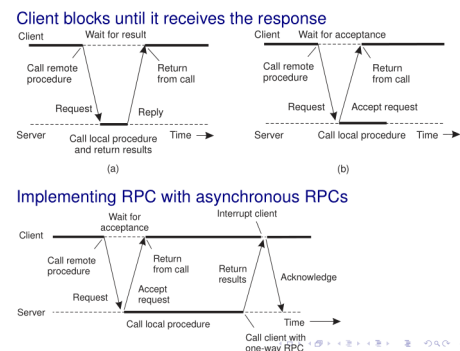 Client blocks until it receives the response
Client
Wait for result
Call remote
procedure
Return
from call
Request
Reply
Server
Call local procedure
and return results
Time
(a)
Client
Wait for acceptance
Call remote
procedure
Return
from call
Request
Accept request
Server
Call local procedure
Time
(b)
Implementing RPC with asynchronous RPCs
Client
Wait for
acceptance
Interrupt client
Call remote
procedure
Return
from call
Return
results
Acknowledge
Request
Accept
request
Server
Call local procedure
Time
Call client with
one-way RPC